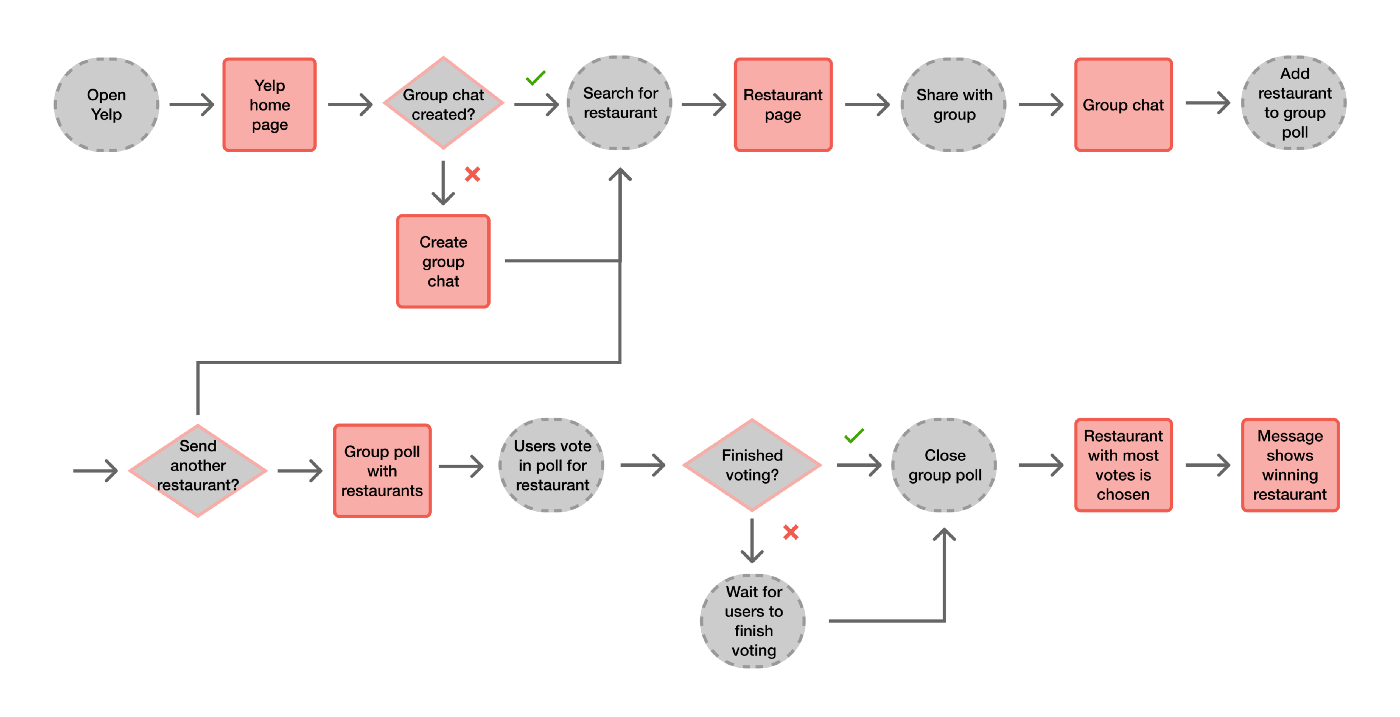 Open
Yelp
Yelp
home
page
Group chat
created?
Search for
restaurant
Restaurant
page
Share with
group
Group chat
Add
restaurant
to group
poll
Create
group
chat
Send
another
restaurant?
Group poll
with
restaurants
Users vote
in poll for
restaurant
Finished
voting?
Close
group poll
Restaurant
with most
votes is
chosen
Message
shows
winning
restaurant
Wait for
users to
finish
voting